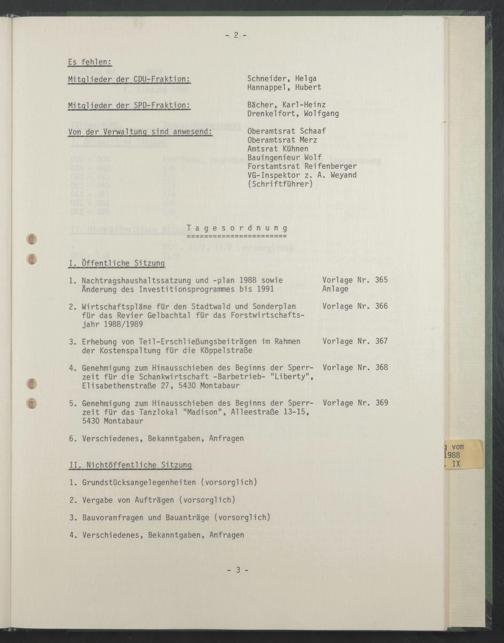 - 2 -
Es fehlen:
Mitglieder der CDU-Fraktion: Schneider, Helga
Hannappel, Hubert
Mitglieder der SPD-Fraktion: Bächer, Karl-Heinz
Drenkelfort, Wolfgang
Von der Verwaltung sind anwesend: Oberamtsrat Schaaf
Oberamtsrat Merz
Amtsrat Kühnen
Bauingenieur Wolf
Forstamtsrat Reifenberger
VG-Inspektor z. A. Weyand
(Schriftführer)
T a g e s o r d n u n g
=======================
I. Öffentliche Sitzung
1. Nachtragshaushaltssatzung und -plan 1988 sowie Vorlage Nr. 365
Änderung des Investitionsprogrammes bis 1991 Anlage
2. Wirtschaftspläne für den Stadtwald und Sonderplan Vorlage Nr. 366
für das Revier Gelbachtal für das Forstwirtschafts-
jahr 1988/1989
3. Erhebung von Teil-Erschließungsbeiträgen im Rahmen Vorlage Nr. 367
der Kostenspaltung für die Köppelstraße
4. Genehmigung zum Hinausschieben des Beginns der Sperr- Vorlage Nr. 368
zeit für die Schankwirtschaft -Barbetrieb- "Liberty",
Elisabethenstraße 27, 5430 Montabaur
5. Genehmigung zum Hinausschieben des Beginns der Sperr- Vorlage Nr. 369
zeit für das Tanzlokal "Madison", Alleestraße 13-15,
5430 Montabaur
6. Verschiedenes, Bekanntgaben, Anfragen
II. Nichtöffentliche Sitzung
1. Grundstücksangelegenheiten (vorsorglich)
2. Vergabe von Aufträgen (vorsorglich)
3. Bauvoranfragen und Bauanträge (vorsorglich)
4. Verschiedenes, Bekanntgaben, Anfragen
- 3 -
vom
1988
. IX